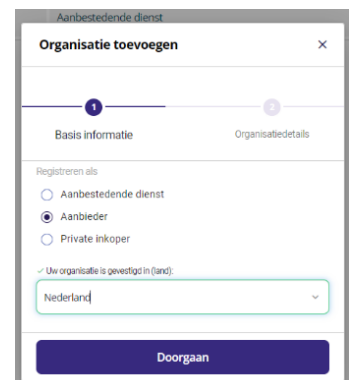 Aanbestedende dienst
Organisatie toevoegen
1
2
Basis informatie
Organisatiedetails
Registreren als
Aanbestedende dienst
Aanbieder
Private inkoper
Uw organisatie is gevestigd in (land):
Nederland
Doorgaan